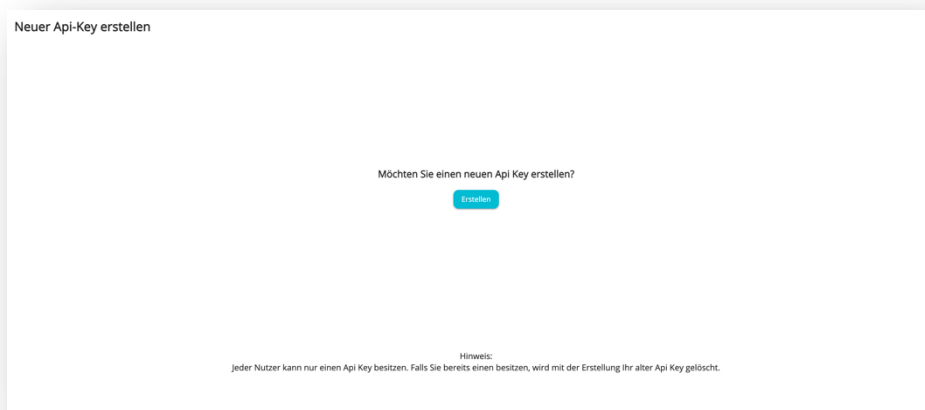 Neuer Api-Key erstellen
Möchten Sie einen neuen Api Key erstellen?
Erstellen
Hinweis:
Jeder Nutzer kann nur einen Api Key besitzen. Falls Sie bereits einen besitzen, wird mit der Erstellung Ihr alter Api Key gelöscht.